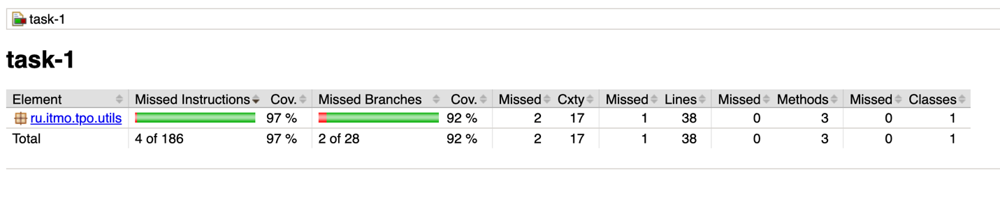 task-1
task-1
Element Missed Instructions Cov. Missed Branches Cov. Missed Cxty Missed Lines Missed Methods Missed Classes
ru.itmo.tpo.utils 97 % 92 % 2 17 1 38 0 3 0 1
Total 4 of 186 97 % 2 of 28 92 % 2 17 1 38 0 3 0 1